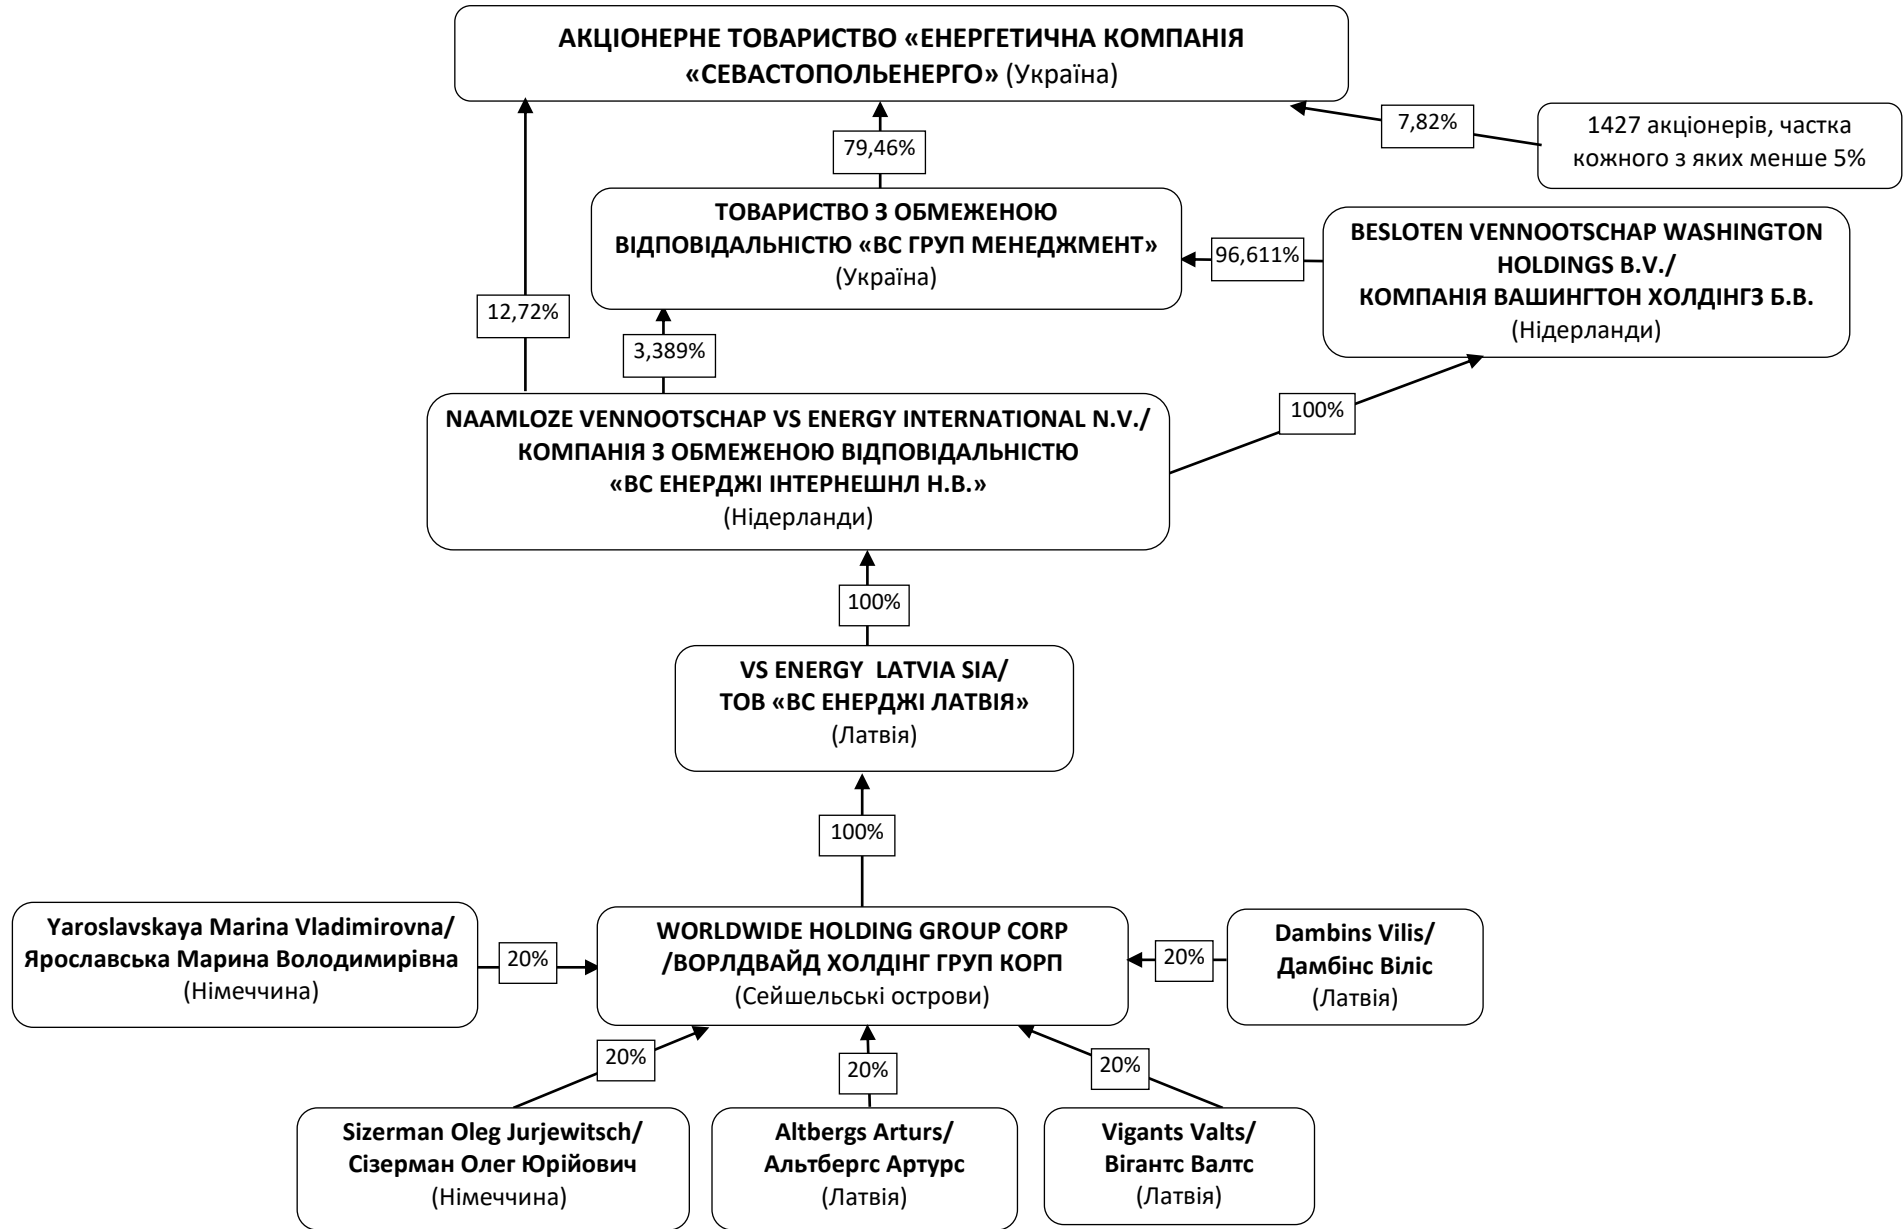 АКЦІОНЕРНЕ ТОВАРИСТВО «ЕНЕРГЕТИЧНА КОМПАНІЯ
«СЕВАСТОПОЛЬЕНЕРГО» (Україна)
7,82%
1427 акціонерів, частка
кожного з яких менше 5%
79,46%
ТОВАРИСТВО З ОБМЕЖЕНОЮ
ВІДПОВІДАЛЬНІСТЮ «ВС ГРУП МЕНЕДЖМЕНТ»
(Україна)
96,611%
BESLOTEN VENNOOTSCHAP WASHINGTON
HOLDINGS B.V./
КОМПАНІЯ ВАШИНГТОН ХОЛДІНГЗ Б.В.
(Нідерланди)
12,72%
3,389%
100%
NAAMLOZE VENNOOTSCHAP VS ENERGY INTERNATIONAL N.V./
КОМПАНІЯ З ОБМЕЖЕНОЮ ВІДПОВІДАЛЬНІСТЮ
«ВС ЕНЕРДЖІ ІНТЕРНЕШНЛ Н.В.»
(Нідерланди)
100%
VS ENERGY LATVIA SIA/
ТОВ «ВС ЕНЕРДЖІ ЛАТВІЯ»
(Латвія)
100%
Yaroslavskaya Marina Vladimirovna/
Ярославська Марина Володимирівна
(Німеччина)
20%
WORLDWIDE HOLDING GROUP CORP
/ВОРЛДВАЙД ХОЛДІНГ ГРУП КОРП
(Сейшельські острови)
20%
Dambins Vilis/
Дамбінс Віліс
(Латвія)
20%
20%
20%
Sizerman Oleg Jurjewitsch/
Сізерман Олег Юрійович
(Німеччина)
Altbergs Arturs/
Альтбергс Артурс
(Латвія)
Vigants Valts/
Вігантс Валтс
(Латвія)